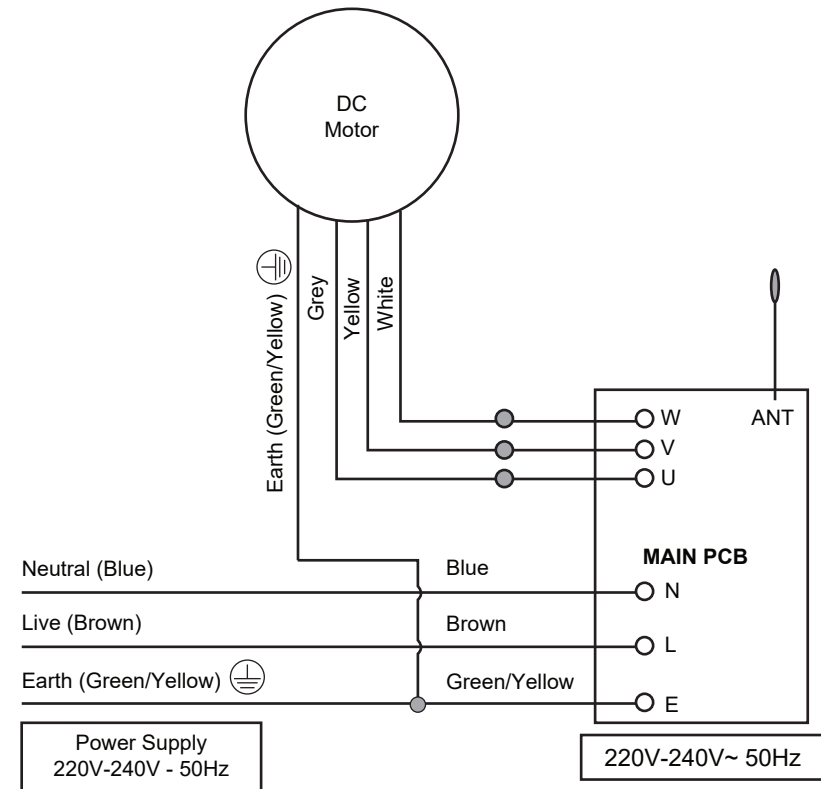 DC
Motor
Earth (Green/Yellow)
Grey
Yellow
White
W
ANT
V
U
MAIN PCB
Neutral (Blue)
Blue
N
Live (Brown)
Brown
L
Earth (Green/Yellow)
Green/Yellow
E
Power Supply
220V-240V - 50Hz
220V-240V~ 50Hz